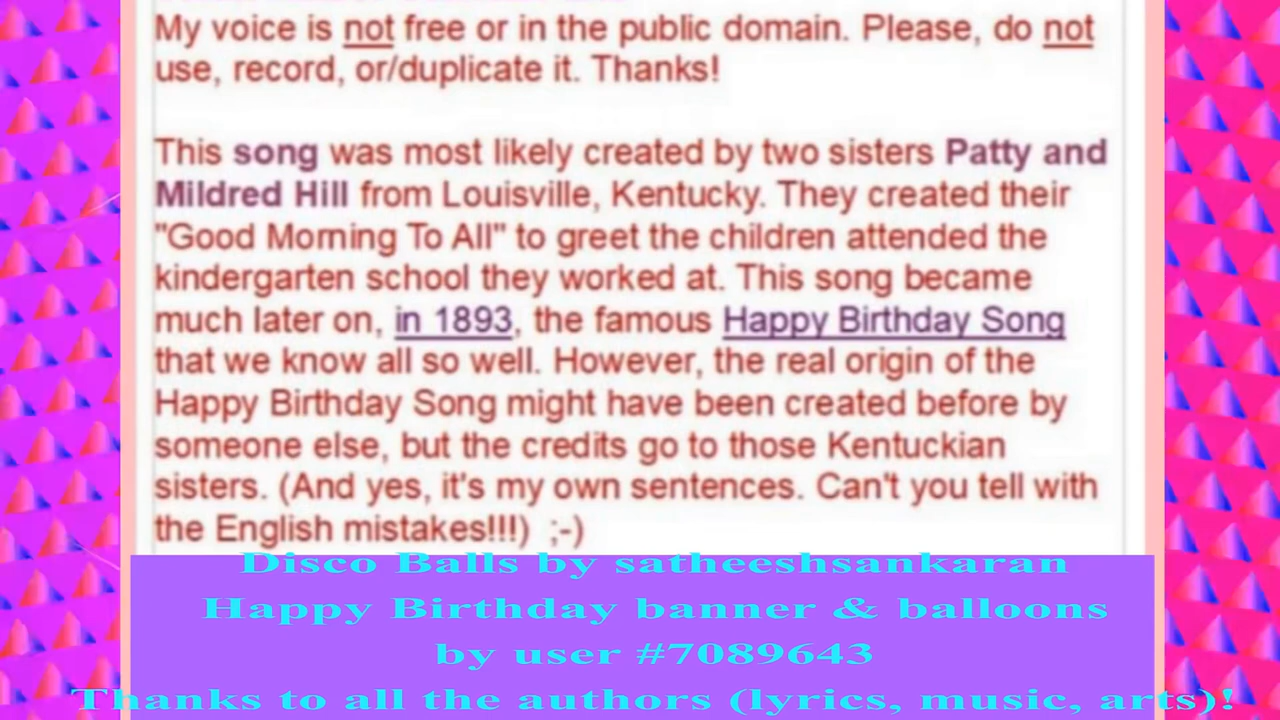 My voice is not free or in the public domain. Please, do not
use, record, or/duplicate it. Thanks!
This song was most likely created by two sisters Patty and
Mildred Hill from Louisville, Kentucky. They created their
"Good Morning To All" to greet the children attended the
kindergarten school they worked at. This song became
much later on, in 1893, the famous Happy Birthday Song
that we know all so well. However, the real origin of the
Happy Birthday Song might have been created before by
someone else, but the credits go to those Kentuckian
sisters. (And yes, it's my own sentences. Can't you tell with
the English mistakes!!!) ;-)
Disco Balls by satheeshsankaran
Happy Birthday banner & balloons
by user #7089643
Thanks to all the authors (lyrics, music, arts)!